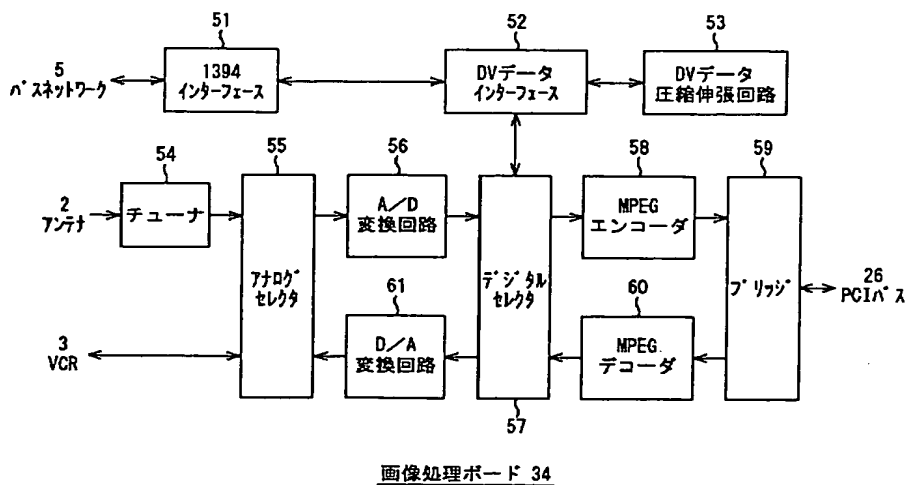 51
52
53
5
バスネットワーク
1394
インターフェース
DVデータ
インターフェース
DVデータ
圧縮伸張回路
54
55
56
58
59
2
アンテナ
チューナ
アナログ
セレクタ
A/D
変換回路
デジタル
セレクタ
MPEG
エンコーダ
ブリッジ
26
PCIバス
61
60
3
VCR
D/A
変換回路
MPEG
デコーダ
57
画像処理ボード 34